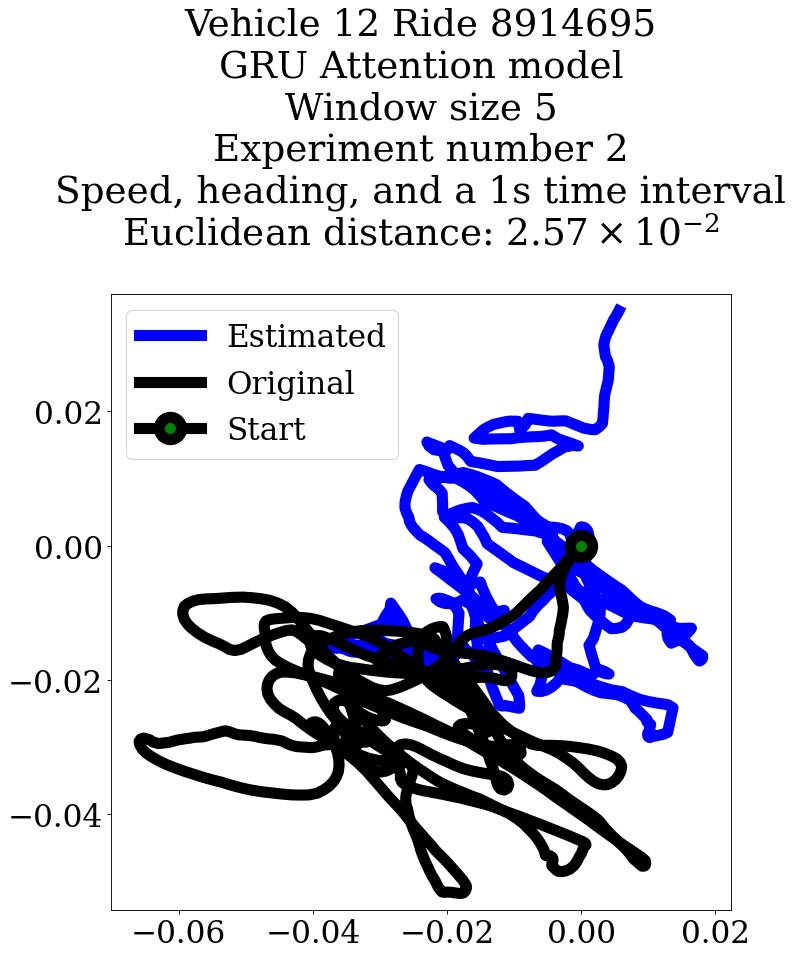 Vehicle 12 Ride 8914695
GRU Attention model
Window size 5
Experiment number 2
Speed, heading, and a 1s time interval
Euclidean distance: 2.57 × 10⁻²
Estimated
Original
Start
0.02
0.00
−0.02
−0.04
−0.06 −0.04 −0.02 0.00 0.02